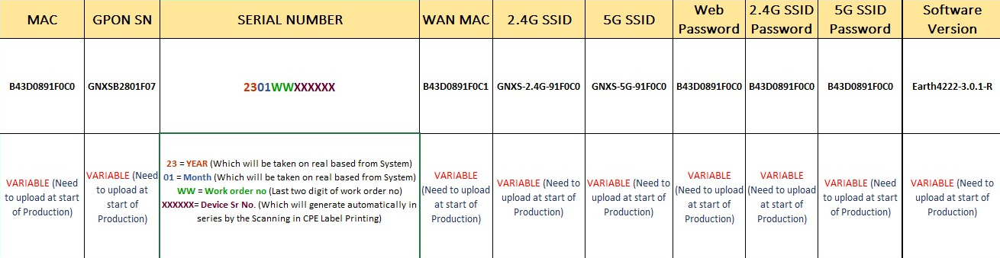 MAC
GPON SN
SERIAL NUMBER
WAN MAC
2.4G SSID
5G SSID
Web
Password
2.4G SSID
Password
5G SSID
Password
Software
Version
B43D0891F0C0
GNXSB2801F07
2301WWXXXXXX
B43D0891F0C1
GNXS-2.4G-91F0C0
GNXS-5G-91F0C0
B43D0891F0C0
B43D0891F0C0
B43D0891F0C0
Earth4222-3.0.1-R
VARIABLE (Need
to upload at start
of Production)
VARIABLE (Need
to upload at
start of
Production)
23 = YEAR (Which will be taken on real based from System)
01 = Month (Which will be taken on real based from System)
WW = Work order no (Last two digit of work order no)
XXXXXX= Device Sr No. (Which will generate automatically in
series by the Scanning in CPE Label Printing)
VARIABLE
(Need to upload
at start of
Production)
VARIABLE (Need to
upload at start of
Production)
VARIABLE (Need to
upload at start of
Production)
VARIABLE
(Need to upload
at start of
Production)
VARIABLE
(Need to upload
at start of
Production)
VARIABLE (Need
to upload at start
of Production)
VARIABLE (Need to
upload at start of
Production)